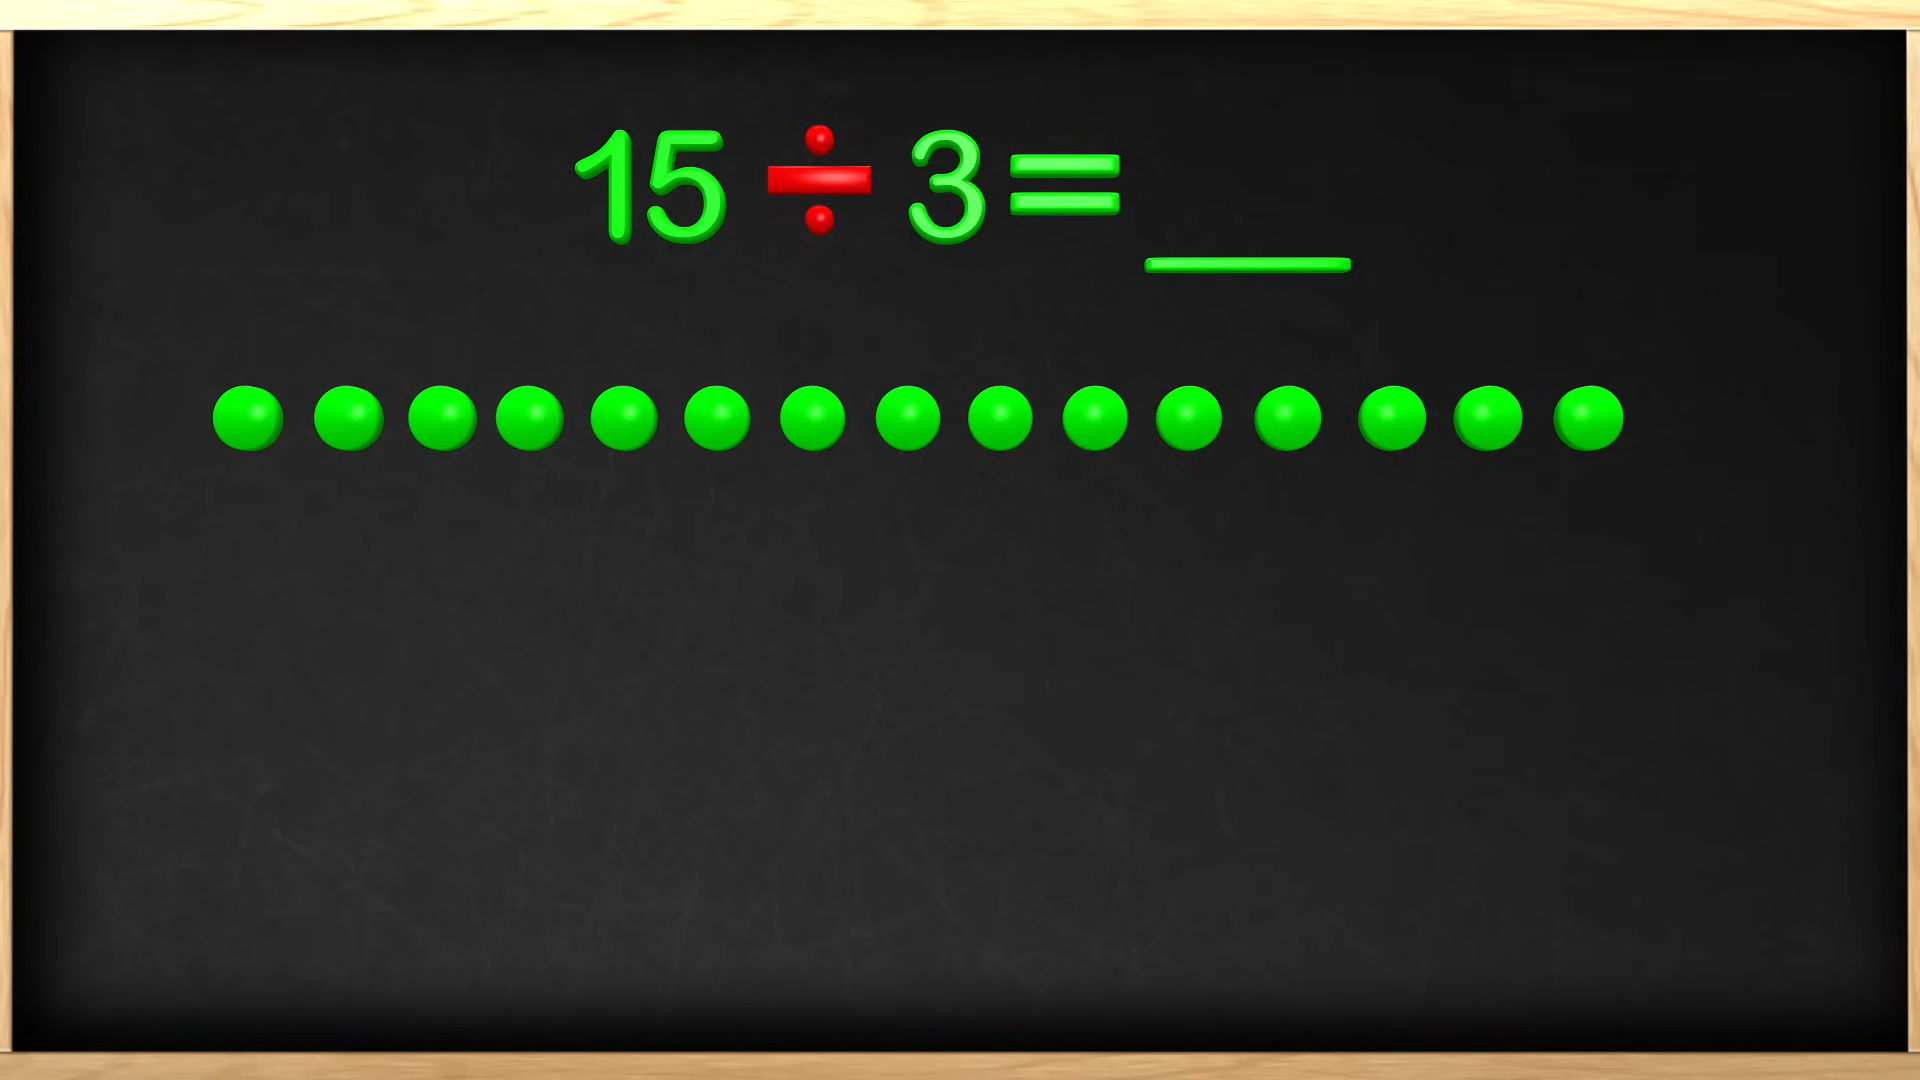 15 ÷ 3 = ___